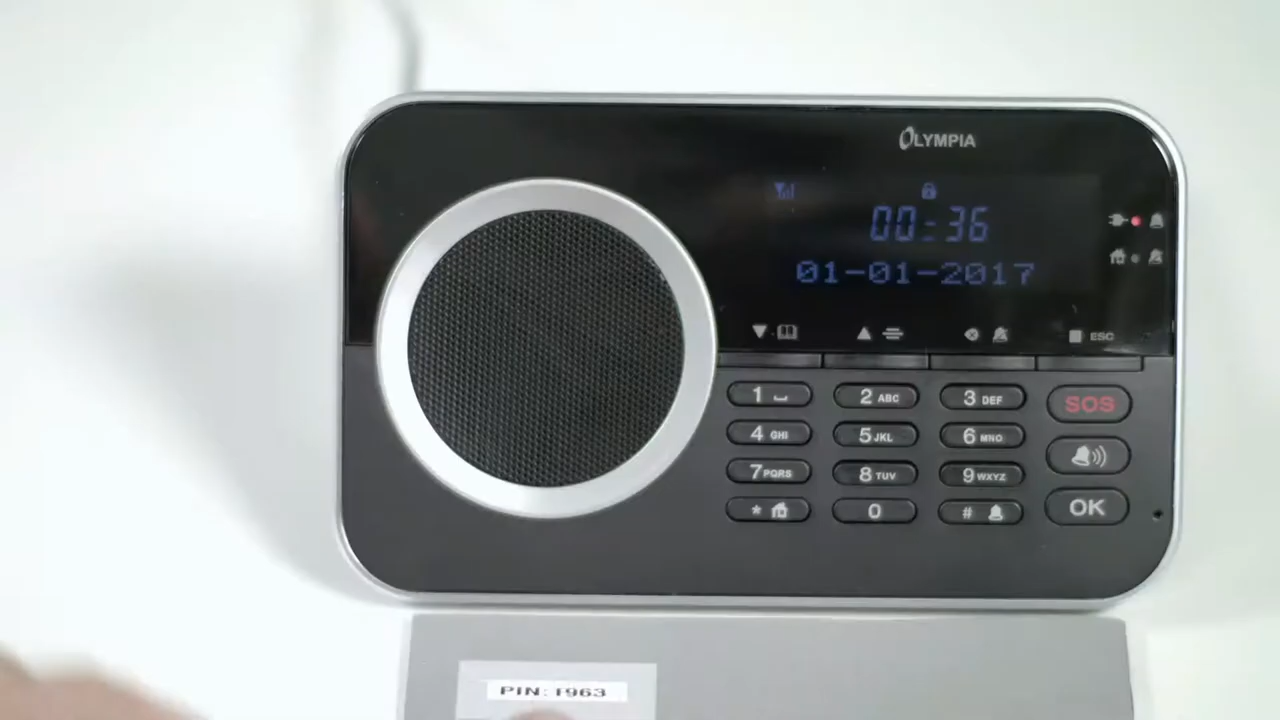 OLYMPIA
00:36
01-01-2017
ESC
1 2 ABC 3 DEF SOS
4 GHI 5 JKL 6 MNO
7 PQRS 8 TUV 9 WXYZ
* 0 # OK
PIN: 1963